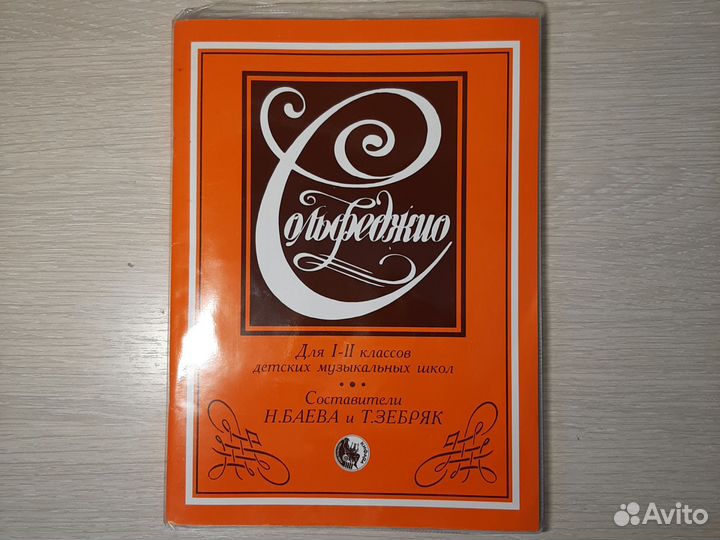 Сольфеджио
Для I-II классов
детских музыкальных школ
Составители
Н.БАЕВА и Т.ЗЕБРЯК
Avito